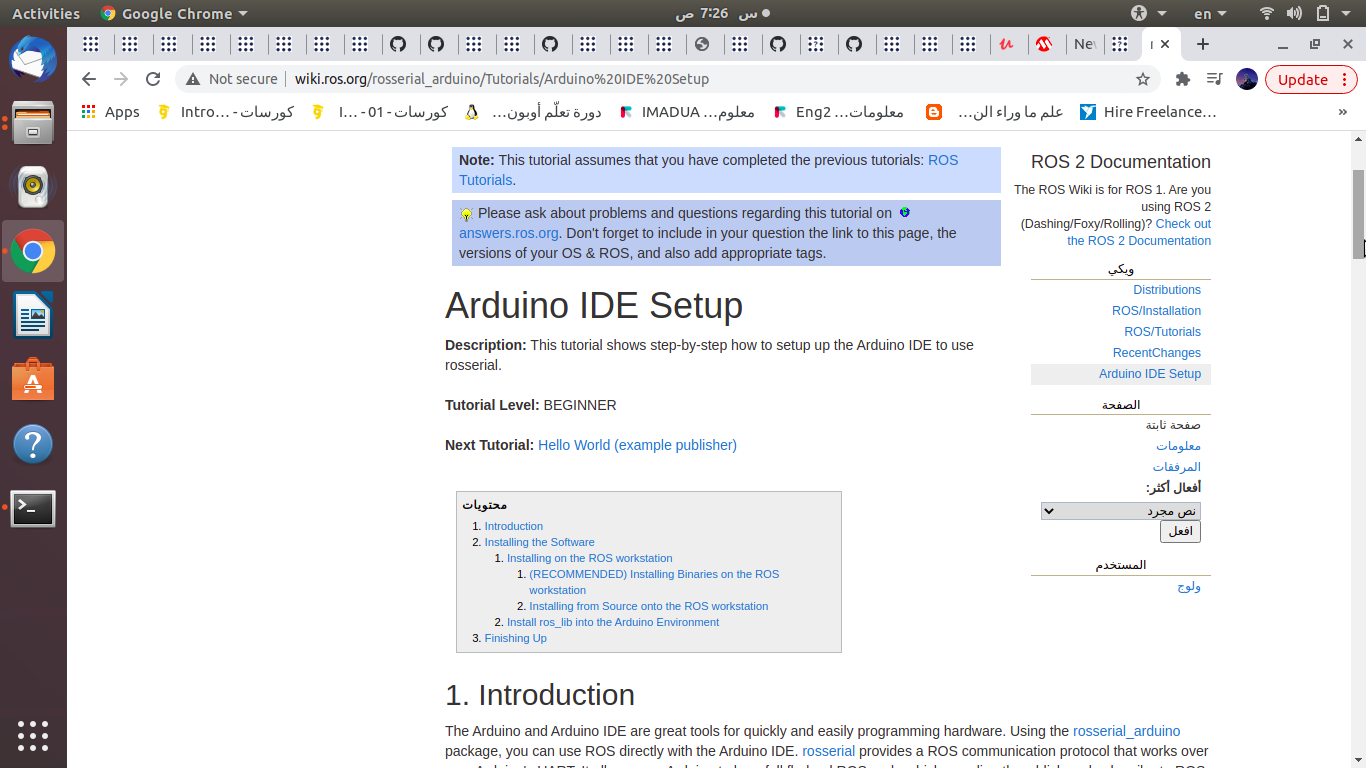 Activities Google Chrome س 7:26 ص en
Nev
Not secure wiki.ros.org/rosserial_arduino/Tutorials/Arduino%20IDE%20Setup Update
Apps Intro... - كورسات I... - 01 - كورسات دورة تعلّم أوبون... IMADUA ...معلوم Eng2 ...معلومات علم ما وراء الن... Hire Freelance... »
Note: This tutorial assumes that you have completed the previous tutorials: ROS
Tutorials.
Please ask about problems and questions regarding this tutorial on
answers.ros.org. Don't forget to include in your question the link to this page, the
versions of your OS & ROS, and also add appropriate tags.
Arduino IDE Setup
Description: This tutorial shows step-by-step how to setup up the Arduino IDE to use
rosserial.
Tutorial Level: BEGINNER
Next Tutorial: Hello World (example publisher)
محتويات
1. Introduction
2. Installing the Software
1. Installing on the ROS workstation
1. (RECOMMENDED) Installing Binaries on the ROS
workstation
2. Installing from Source onto the ROS workstation
2. Install ros_lib into the Arduino Environment
3. Finishing Up
1. Introduction
The Arduino and Arduino IDE are great tools for quickly and easily programming hardware. Using the rosserial_arduino
package, you can use ROS directly with the Arduino IDE. rosserial provides a ROS communication protocol that works over
ROS 2 Documentation
The ROS Wiki is for ROS 1. Are you
using ROS 2
(Dashing/Foxy/Rolling)? Check out
the ROS 2 Documentation
ويكي
Distributions
ROS/Installation
ROS/Tutorials
RecentChanges
Arduino IDE Setup
الصفحة
صفحة ثابتة
معلومات
المرفقات
أفعال أكثر:
نص مجرد
افعل
المستخدم
ولوج